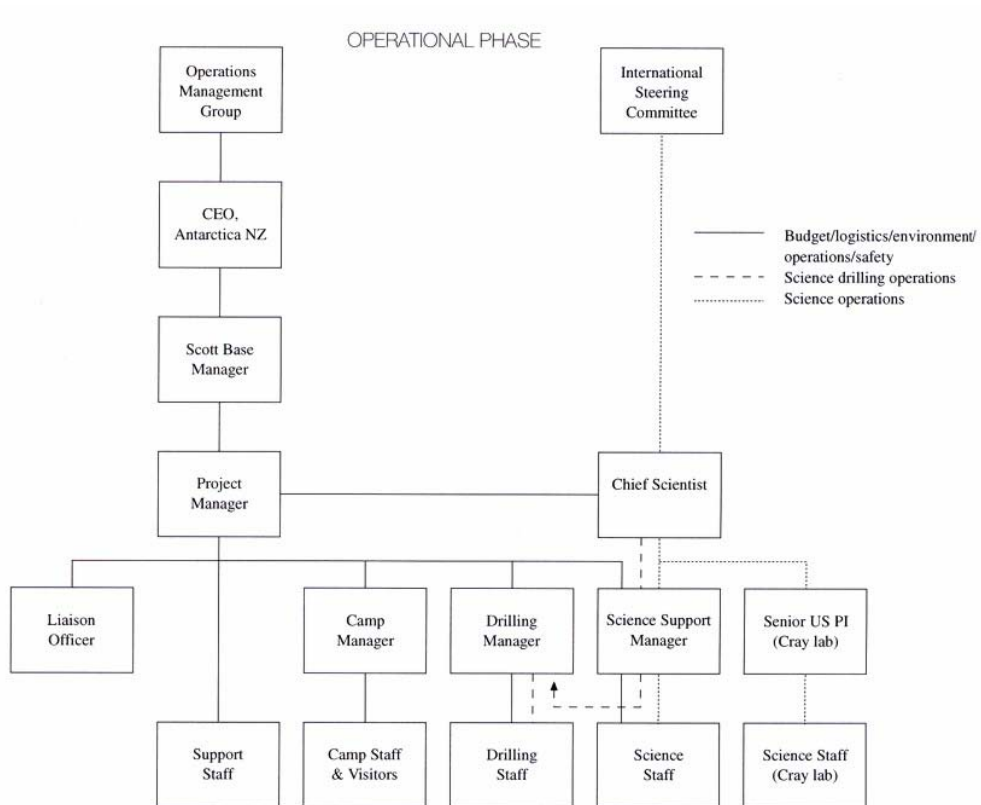 OPERATIONAL PHASE
Operations
Management
Group
International
Steering
Committee
CEO,
Antarctica NZ
Budget/logistics/environment/
operations/safety
Science drilling operations
Science operations
Scott Base
Manager
Project
Manager
Chief Scientist
Liaison
Officer
Camp
Manager
Drilling
Manager
Science Support
Manager
Senior US PI
(Cray lab)
Support
Staff
Camp Staff
& Visitors
Drilling
Staff
Science
Staff
Science Staff
(Cray lab)